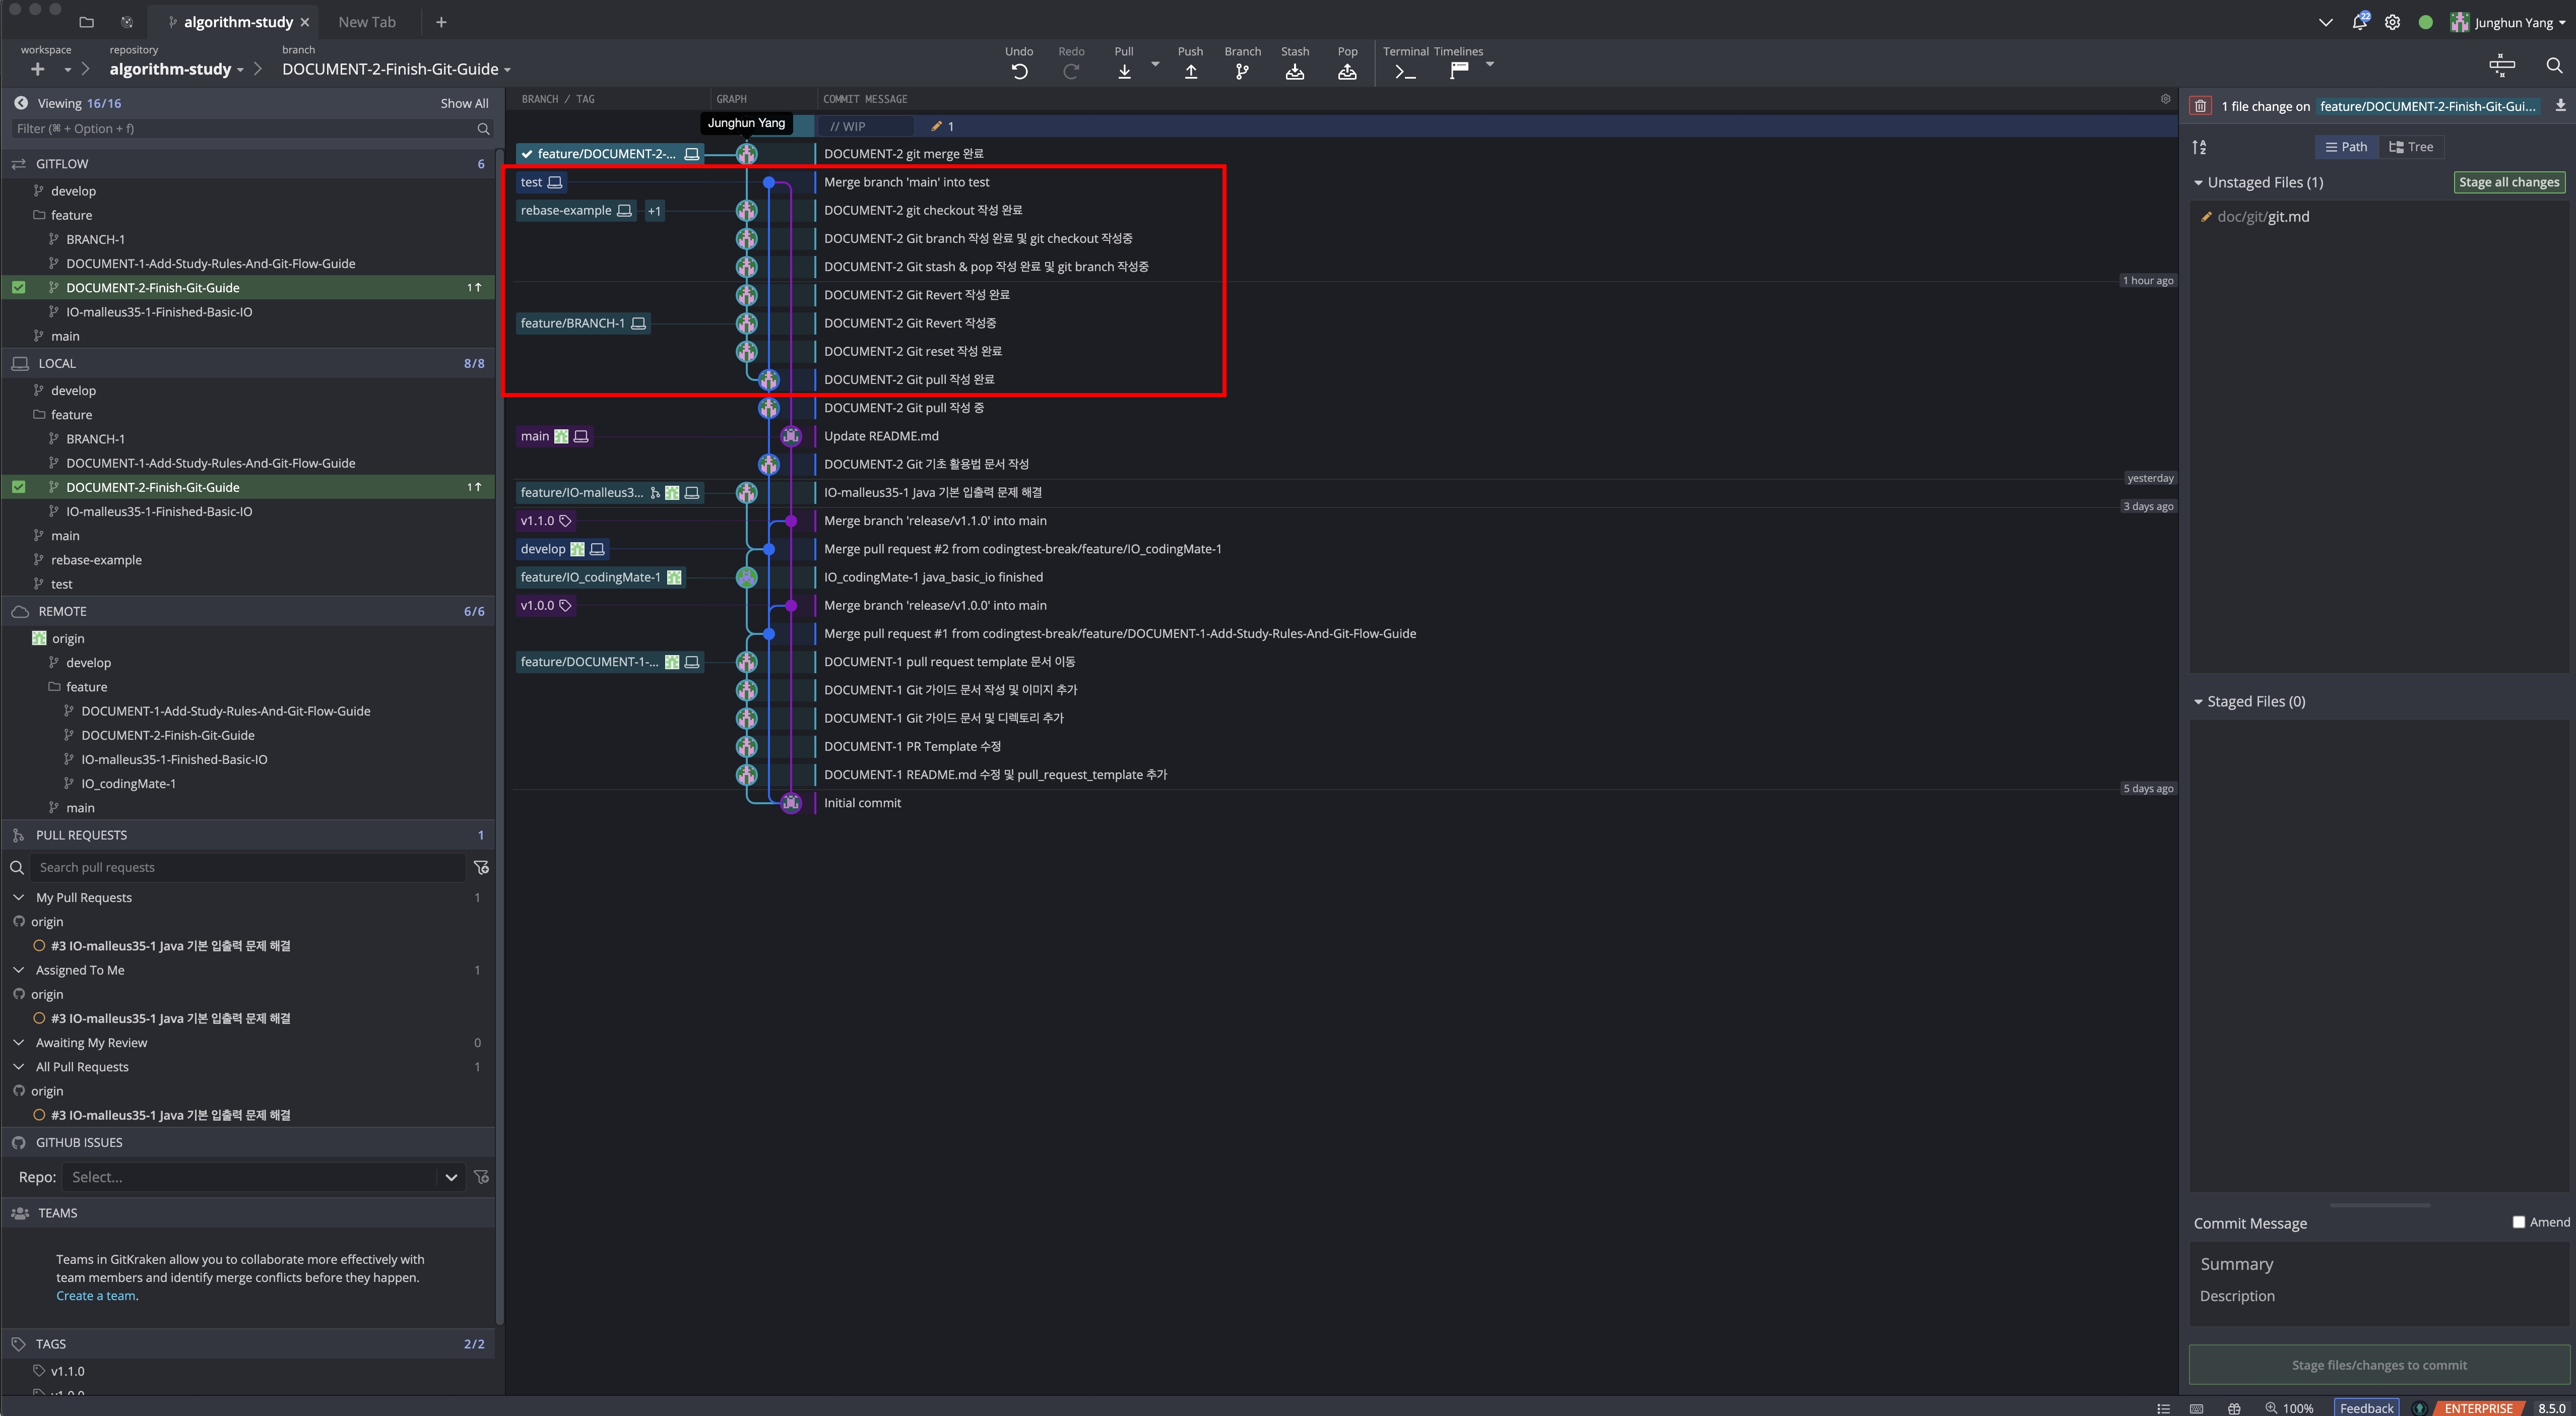 algorithm-study
New Tab
22
Junghun Yang
workspace
repository
branch
algorithm-study
DOCUMENT-2-Finish-Git-Guide
Undo
Redo
Pull
Push
Branch
Stash
Pop
Terminal
Timelines
Viewing 16/16
Show All
Filter (⌘ + Option + f)
GITFLOW 6
develop
feature
BRANCH-1
DOCUMENT-1-Add-Study-Rules-And-Git-Flow-Guide
DOCUMENT-2-Finish-Git-Guide 1↑
IO-malleus35-1-Finished-Basic-IO
main
LOCAL 8/8
develop
feature
BRANCH-1
DOCUMENT-1-Add-Study-Rules-And-Git-Flow-Guide
DOCUMENT-2-Finish-Git-Guide 1↑
IO-malleus35-1-Finished-Basic-IO
main
rebase-example
test
REMOTE 6/6
origin
develop
feature
DOCUMENT-1-Add-Study-Rules-And-Git-Flow-Guide
DOCUMENT-2-Finish-Git-Guide
IO-malleus35-1-Finished-Basic-IO
IO_codingMate-1
main
PULL REQUESTS 1
Search pull requests
My Pull Requests 1
origin
#3 IO-malleus35-1 Java 기본 입출력 문제 해결
Assigned To Me 1
origin
#3 IO-malleus35-1 Java 기본 입출력 문제 해결
Awaiting My Review 0
All Pull Requests 1
origin
#3 IO-malleus35-1 Java 기본 입출력 문제 해결
GITHUB ISSUES
Repo: Select...
TEAMS
Teams in GitKraken allow you to collaborate more effectively with
team members and identify merge conflicts before they happen.
Create a team.
TAGS 2/2
v1.1.0
v1.0.0
BRANCH / TAG
GRAPH
COMMIT MESSAGE
Junghun Yang
// WIP
1
feature/DOCUMENT-2-... DOCUMENT-2 git merge 완료
test Merge branch 'main' into test
rebase-example +1 DOCUMENT-2 git checkout 작성 완료
DOCUMENT-2 Git branch 작성 완료 및 git checkout 작성중
DOCUMENT-2 Git stash & pop 작성 완료 및 git branch 작성중
1 hour ago
DOCUMENT-2 Git Revert 작성 완료
feature/BRANCH-1 DOCUMENT-2 Git Revert 작성중
DOCUMENT-2 Git reset 작성 완료
DOCUMENT-2 Git pull 작성 완료
DOCUMENT-2 Git pull 작성 중
main Update README.md
DOCUMENT-2 Git 기초 활용법 문서 작성
yesterday
feature/IO-malleus3... IO-malleus35-1 Java 기본 입출력 문제 해결
3 days ago
v1.1.0 Merge branch 'release/v1.1.0' into main
develop Merge pull request #2 from codingtest-break/feature/IO_codingMate-1
feature/IO_codingMate-1 IO_codingMate-1 java_basic_io finished
v1.0.0 Merge branch 'release/v1.0.0' into main
Merge pull request #1 from codingtest-break/feature/DOCUMENT-1-Add-Study-Rules-And-Git-Flow-Guide
feature/DOCUMENT-1-... DOCUMENT-1 pull request template 문서 이동
DOCUMENT-1 Git 가이드 문서 작성 및 이미지 추가
DOCUMENT-1 Git 가이드 문서 및 디렉토리 추가
DOCUMENT-1 PR Template 수정
DOCUMENT-1 README.md 수정 및 pull_request_template 추가
5 days ago
Initial commit
1 file change on feature/DOCUMENT-2-Finish-Git-Gui...
Path
Tree
Unstaged Files (1)
Stage all changes
doc/git/git.md
Staged Files (0)
Commit Message
Amend
Summary
Description
Stage files/changes to commit
100%
Feedback
ENTERPRISE
8.5.0